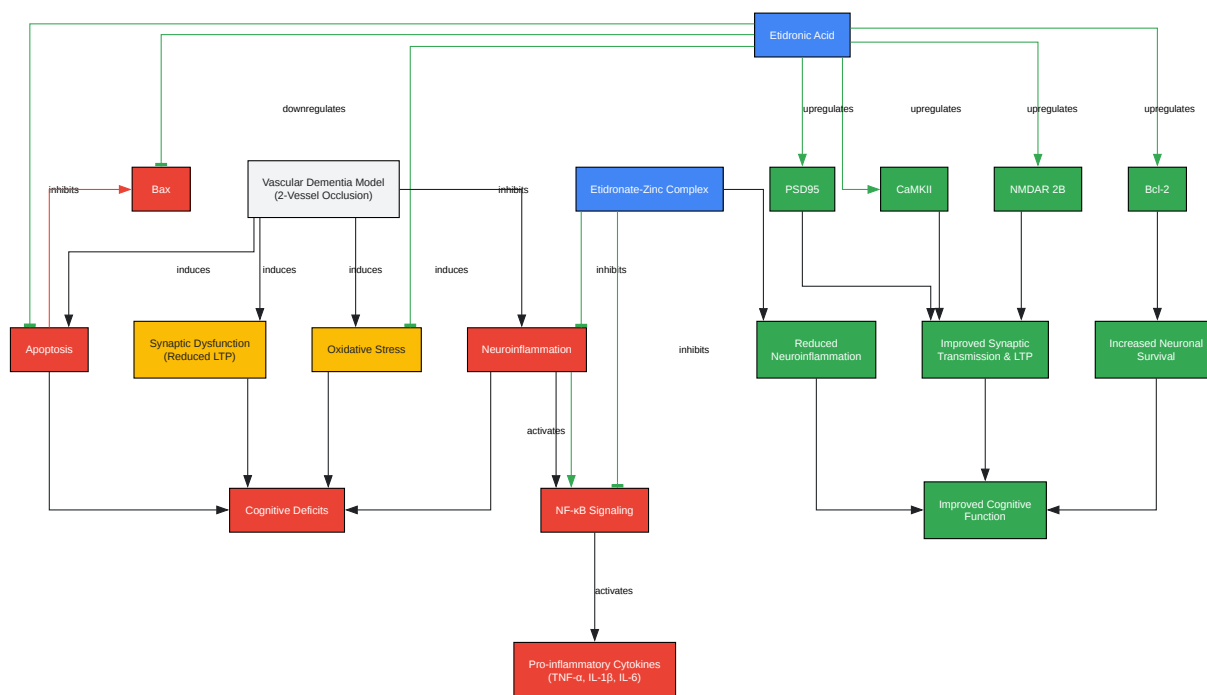 Etidronic Acid
downregulates
upregulates
upregulates
upregulates
upregulates
inhibits
Bax
Vascular Dementia Model
(2-Vessel Occlusion)
inhibits
Etidronate-Zinc Complex
PSD95
CaMKII
NMDAR 2B
Bcl-2
induces
induces
induces
induces
inhibits
Apoptosis
Synaptic Dysfunction
(Reduced LTP)
Oxidative Stress
Neuroinflammation
inhibits
Reduced
Neuroinflammation
Improved Synaptic
Transmission & LTP
Increased Neuronal
Survival
activates
Cognitive Deficits
NF-κB Signaling
Improved Cognitive
Function
activates
Pro-inflammatory Cytokines
(TNF-α, IL-1β, IL-6)